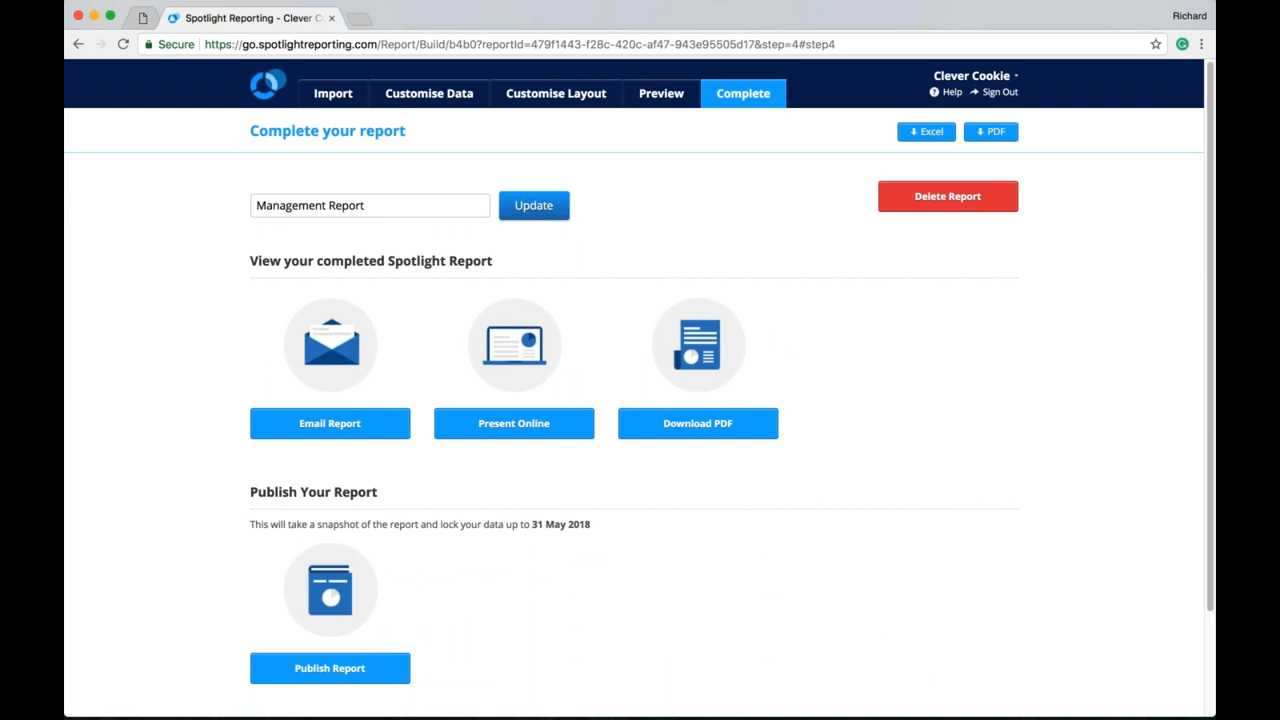 Spotlight Reporting - Clever C
Richard
Secure
https://go.spotlightreporting.com/Report/Build/b4b0?reportId=479f1443-f28c-420c-af47-943e95505d17&step=4#step4
Import
Customise Data
Customise Layout
Preview
Complete
Clever Cookie
Help
Sign Out
Complete your report
Excel
PDF
Management Report
Update
Delete Report
View your completed Spotlight Report
Email Report
Present Online
Download PDF
Publish Your Report
This will take a snapshot of the report and lock your data up to 31 May 2018
Publish Report